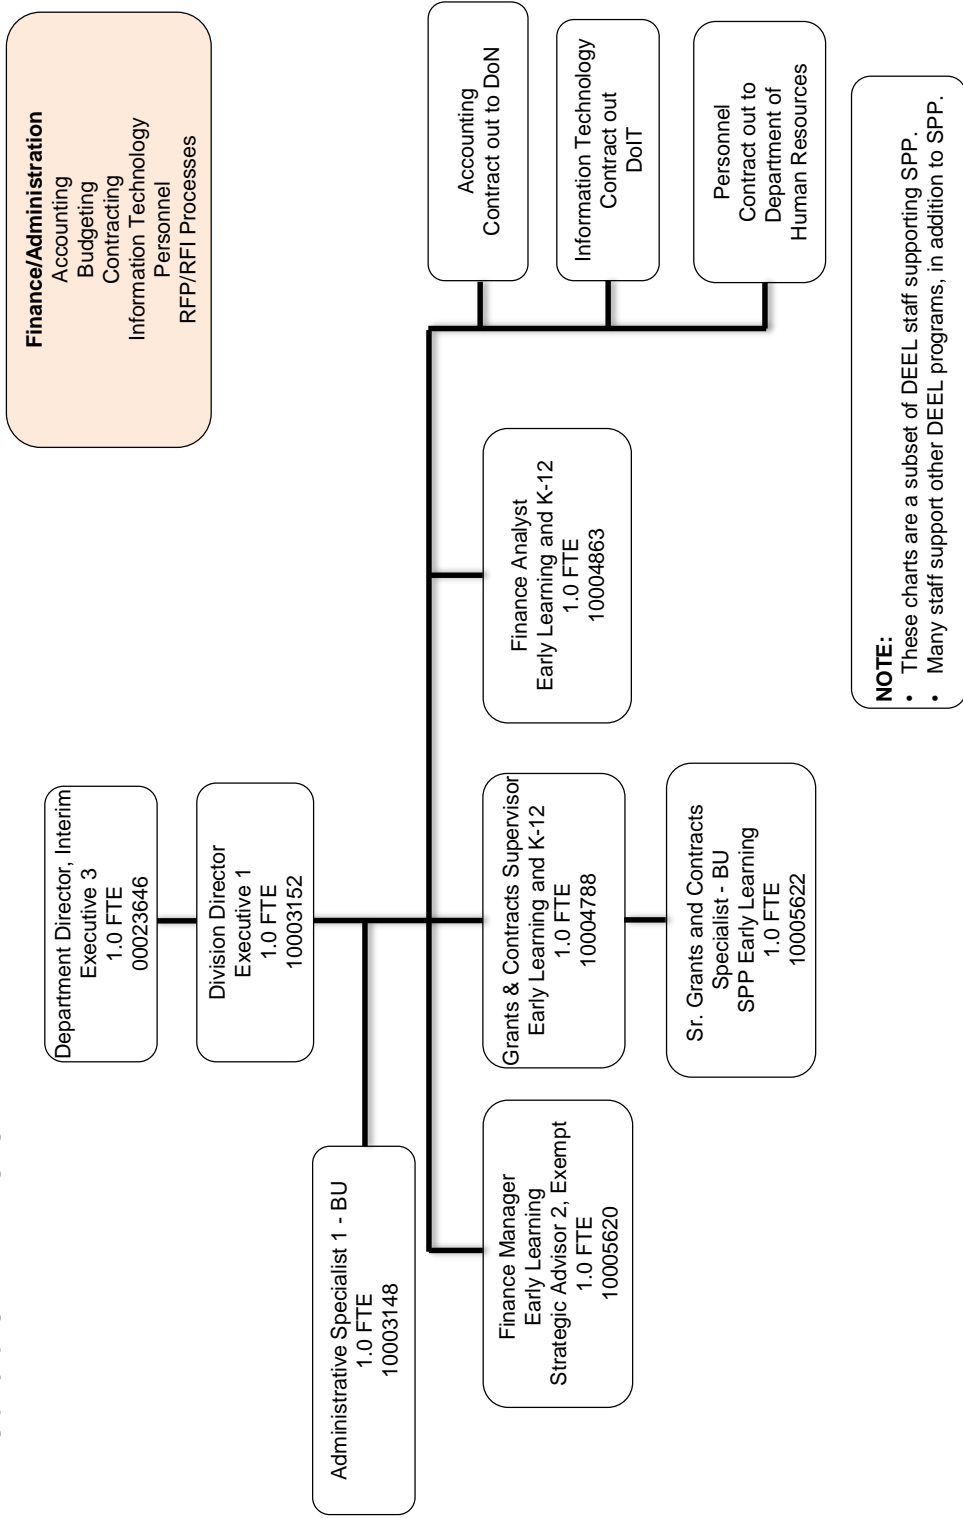 Finance/Administration
Accounting
Budgeting
Contracting
Information Technology
Personnel
RFP/RFI Processes
Department Director, Interim
Executive 3
1.0 FTE
00023646
Division Director
Executive 1
1.0 FTE
10003152
Administrative Specialist 1 - BU
1.0 FTE
10003148
Finance Manager
Early Learning
Strategic Advisor 2, Exempt
1.0 FTE
10005620
Grants & Contracts Supervisor
Early Learning and K-12
1.0 FTE
10004788
Sr. Grants and Contracts
Specialist - BU
SPP Early Learning
1.0 FTE
10005622
Finance Analyst
Early Learning and K-12
1.0 FTE
10004863
Accounting
Contract out to DoN
Information Technology
Contract out
DoIT
Personnel
Contract out to
Department of
Human Resources
NOTE:
• These charts are a subset of DEEL staff supporting SPP.
• Many staff support other DEEL programs, in addition to SPP.